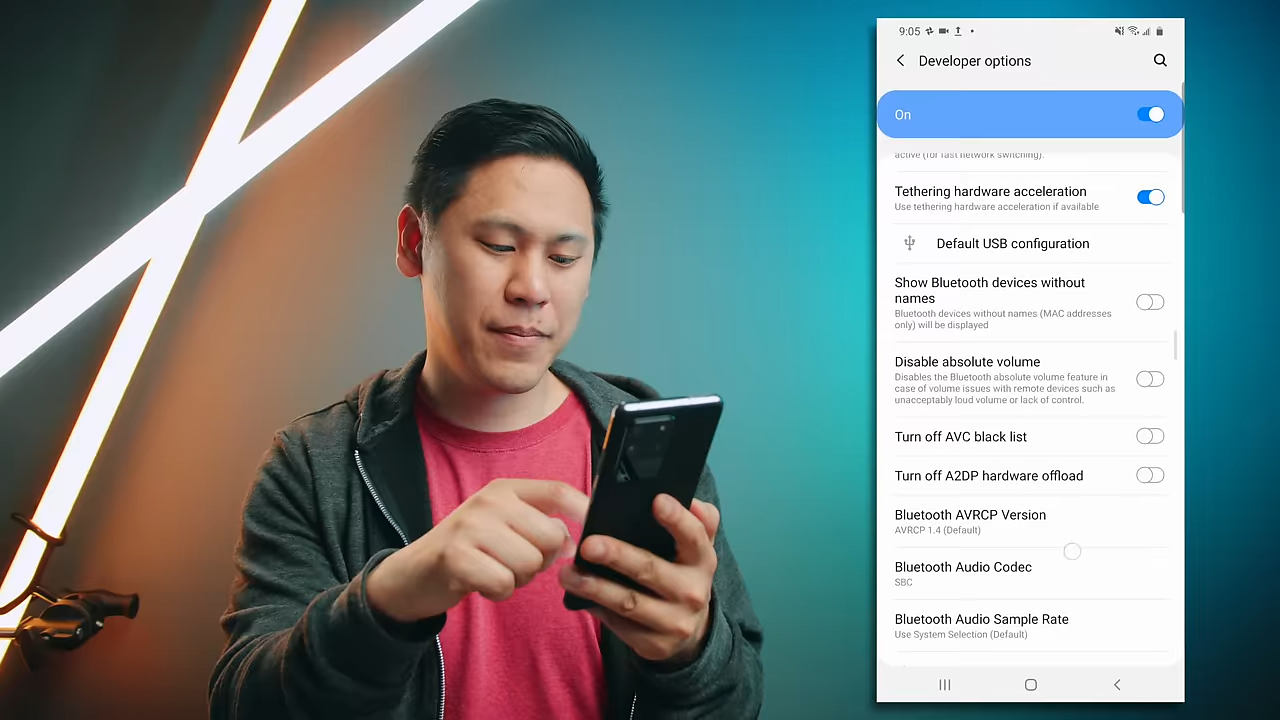 9:05
Developer options
On
active (for fast network switching).
Tethering hardware acceleration
Use tethering hardware acceleration if available
Default USB configuration
Show Bluetooth devices without
names
Bluetooth devices without names (MAC addresses
only) will be displayed
Disable absolute volume
Disables the Bluetooth absolute volume feature in
case of volume issues with remote devices such as
unacceptably loud volume or lack of control.
Turn off AVC black list
Turn off A2DP hardware offload
Bluetooth AVRCP Version
AVRCP 1.4 (Default)
Bluetooth Audio Codec
SBC
Bluetooth Audio Sample Rate
Use System Selection (Default)